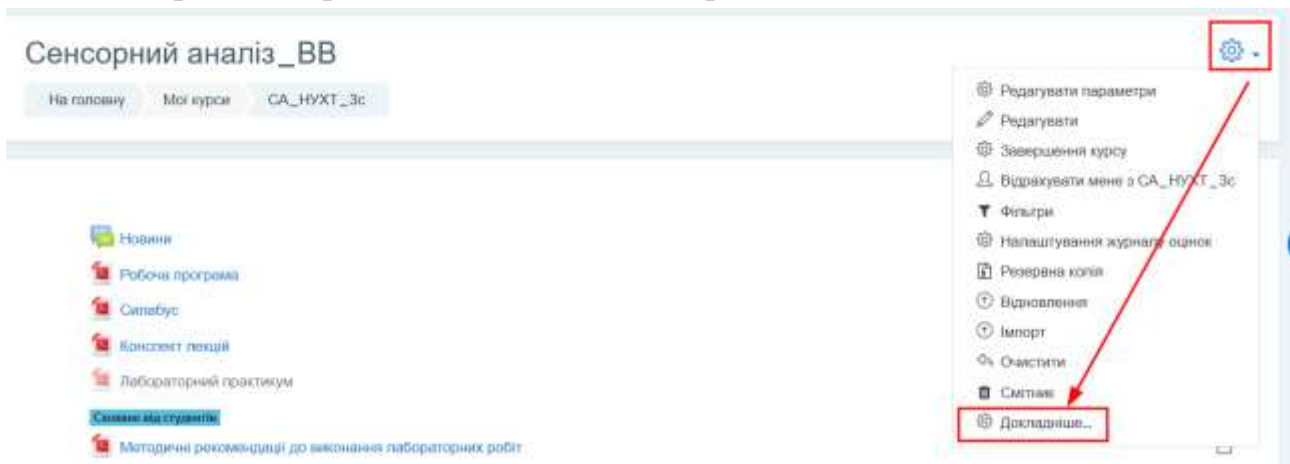 Сенсорний аналіз_ВВ
На головну Мої курси СА_НУХТ_3с
Редагувати параметри
Редагувати
Завершення курсу
Відрахувати мене з СА_НУХТ_3с
Фільтри
Налаштування журналу оцінок
Резервна копія
Відновлення
Імпорт
Очистити
Смітник
Докладніше...
Новини
Робоча програма
Силабус
Конспект лекцій
Лабораторний практикум
Сховано від студентів
Методичні рекомендації до виконання лабораторних робіт